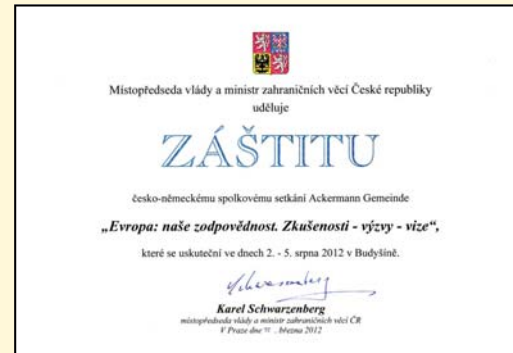 Místopředseda vlády a ministr zahraničních věcí České republiky
uděluje
ZÁŠTITU
česko-německému spolkovému setkání Ackermann Gemeinde
„Evropa: naše zodpovědnost. Zkušenosti - výzvy - vize“,
které se uskuteční ve dnech 2. - 5. srpna 2012 v Budyšíně.
Karel Schwarzenberg
místopředseda vlády a ministr zahraničních věcí ČR
V Praze dne . března 2012